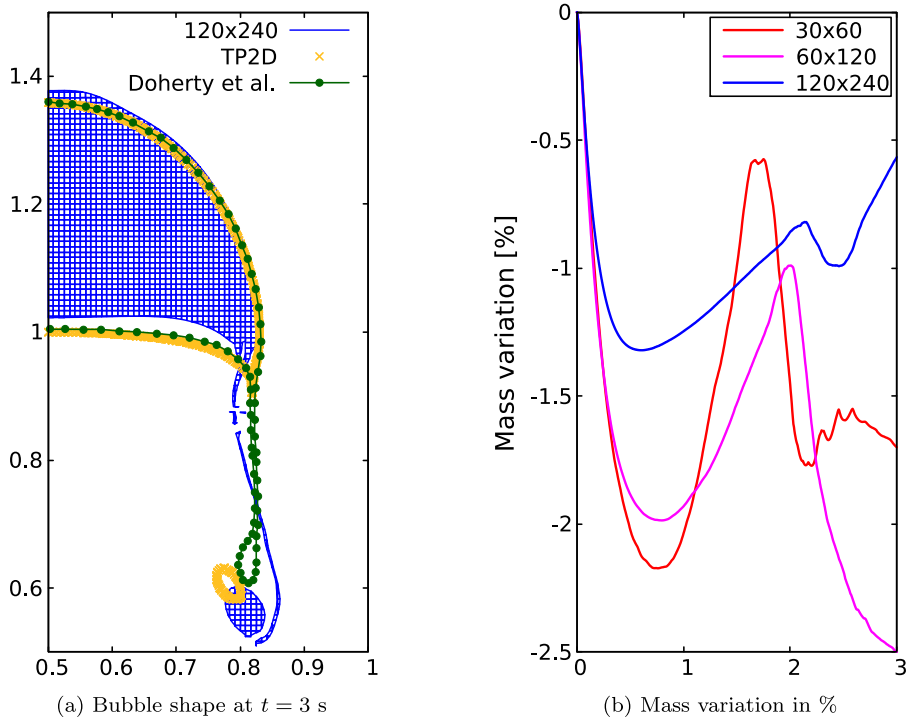 120x240
TP2D
Doherty et al.
1.4
1.2
1
0.8
0.6
0.5 0.6 0.7 0.8 0.9 1
(a) Bubble shape at t = 3 s
30x60
60x120
120x240
Mass variation [%]
0
-0.5
-1
-1.5
-2
-2.5
0 1 2 3
(b) Mass variation in %